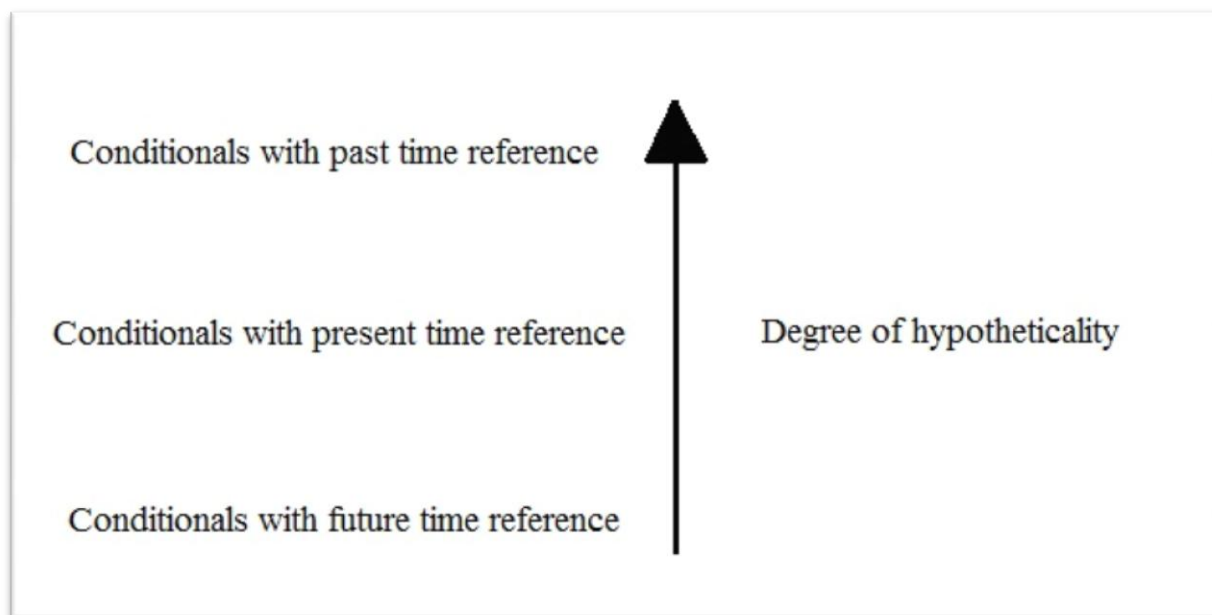 Conditionals with past time reference
Conditionals with present time reference
Degree of hypotheticality
Conditionals with future time reference